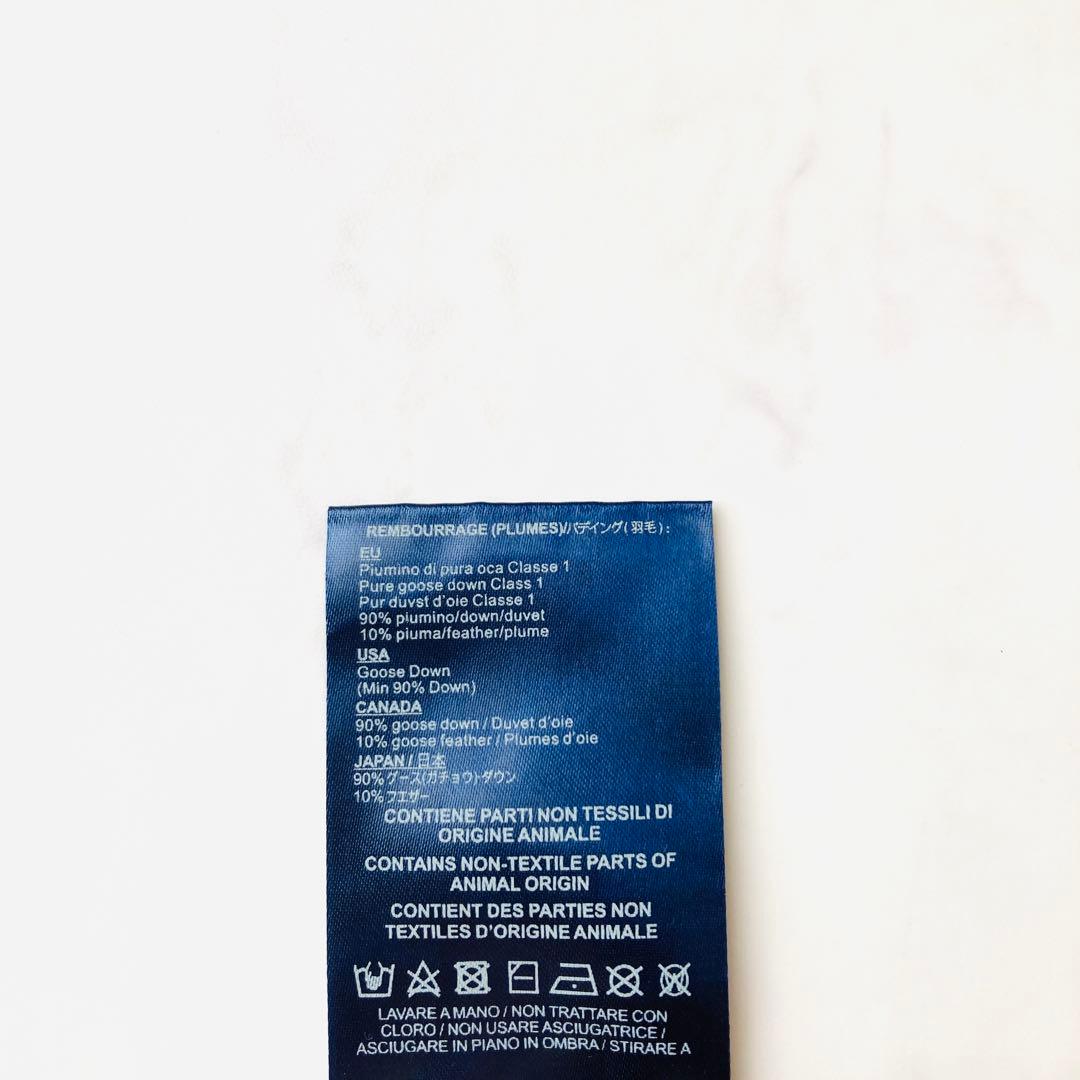 REMBOURRAGE (PLUMES)/パデイング(羽毛):
EU
Piumino di pura oca Classe 1
Pure goose down Class 1
Pur duvst d'oie Classe 1
90% piumino/down/duvet
10% piuma/feather/plume
USA
Goose Down
(Min 90% Down)
CANADA
90% goose down / Duvet d'oie
10% goose feather / Plumes d'oie
JAPAN / 日本
90% グース(ガチョウ)ダウン
10% フエザー
CONTIENE PARTI NON TESSILI DI
ORIGINE ANIMALE
CONTAINS NON-TEXTILE PARTS OF
ANIMAL ORIGIN
CONTIENT DES PARTIES NON
TEXTILES D'ORIGINE ANIMALE
LAVARE A MANO / NON TRATTARE CON
CLORO / NON USARE ASCIUGATRICE /
ASCIUGARE IN PIANO IN OMBRA / STIRARE A